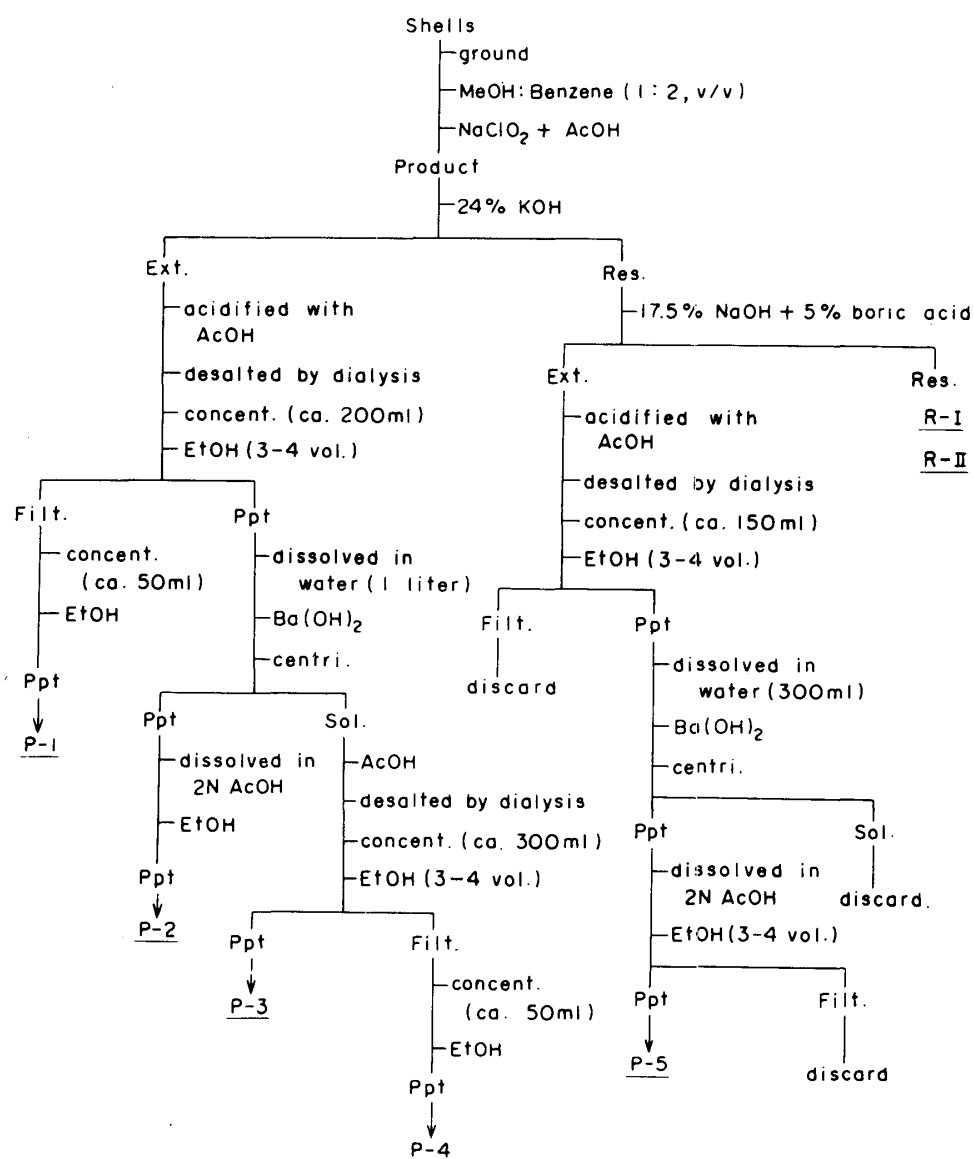 Shells
ground
MeOH: Benzene (1 : 2, v/v)
NaClO2 + AcOH
Product
24% KOH
Ext.
acidified with
AcOH
desalted by dialysis
concent. (ca. 200ml)
EtOH (3-4 vol.)
Filt.
concent.
(ca. 50ml)
EtOH
Ppt
P-1
Ppt
dissolved in
water (1 liter)
Ba(OH)2
centri.
Ppt
dissolved in
2N AcOH
EtOH
Ppt
P-2
Sol.
AcOH
desalted by dialysis
concent. (ca. 300ml)
EtOH (3-4 vol.)
Ppt
P-3
Filt.
concent.
(ca. 50ml)
EtOH
Ppt
P-4
Res.
17.5% NaOH + 5% boric acid
Ext.
acidified with
AcOH
desalted by dialysis
concent. (ca. 150ml)
EtOH (3-4 vol.)
Filt.
discard
Ppt
dissolved in
water (300ml)
Ba(OH)2
centri.
Ppt
dissolved in
2N AcOH
EtOH (3-4 vol.)
Ppt
P-5
Filt.
discard
Sol.
discard.
Res.
R-I
R-II